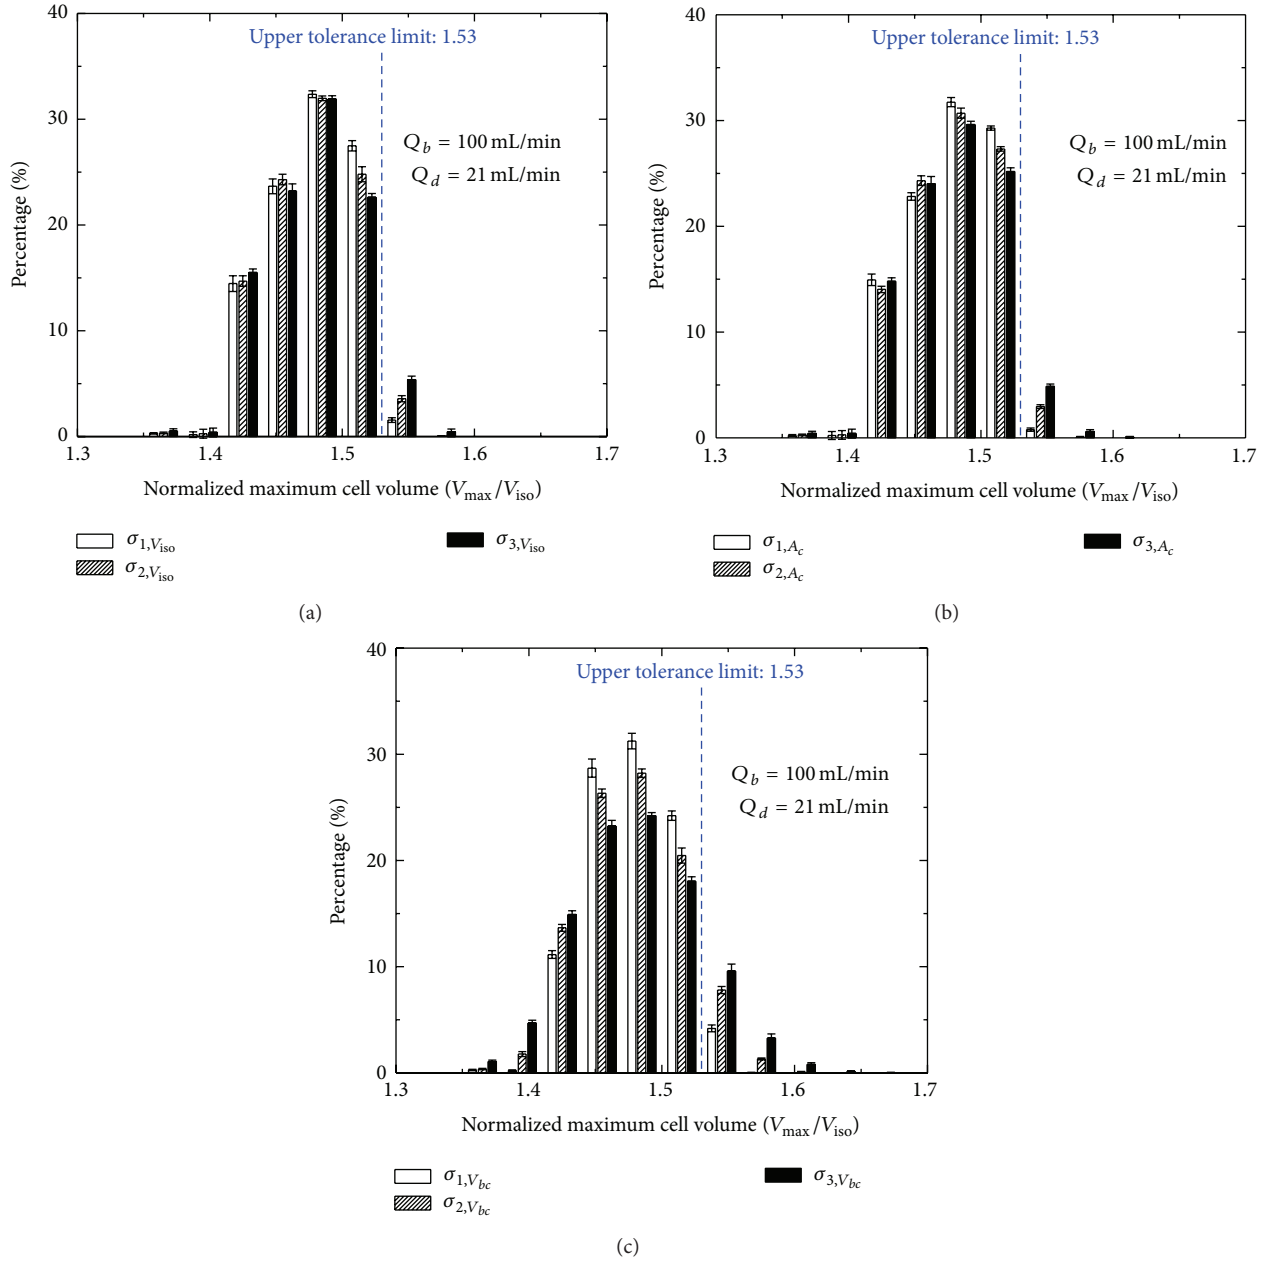 40
Upper tolerance limit: 1.53
30
Q_b = 100 mL/min
Q_d = 21 mL/min
20
10
0
Percentage (%)
1.3 1.4 1.5 1.6 1.7
Normalized maximum cell volume (V_max/V_iso)
σ_1,V_iso
σ_2,V_iso
σ_3,V_iso
(a)
40
Upper tolerance limit: 1.53
30
Q_b = 100 mL/min
Q_d = 21 mL/min
20
10
0
Percentage (%)
1.3 1.4 1.5 1.6 1.7
Normalized maximum cell volume (V_max/V_iso)
σ_1,A_c
σ_2,A_c
σ_3,A_c
(b)
40
Upper tolerance limit: 1.53
30
Q_b = 100 mL/min
Q_d = 21 mL/min
20
10
0
Percentage (%)
1.3 1.4 1.5 1.6 1.7
Normalized maximum cell volume (V_max/V_iso)
σ_1,V_bc
σ_2,V_bc
σ_3,V_bc
(c)